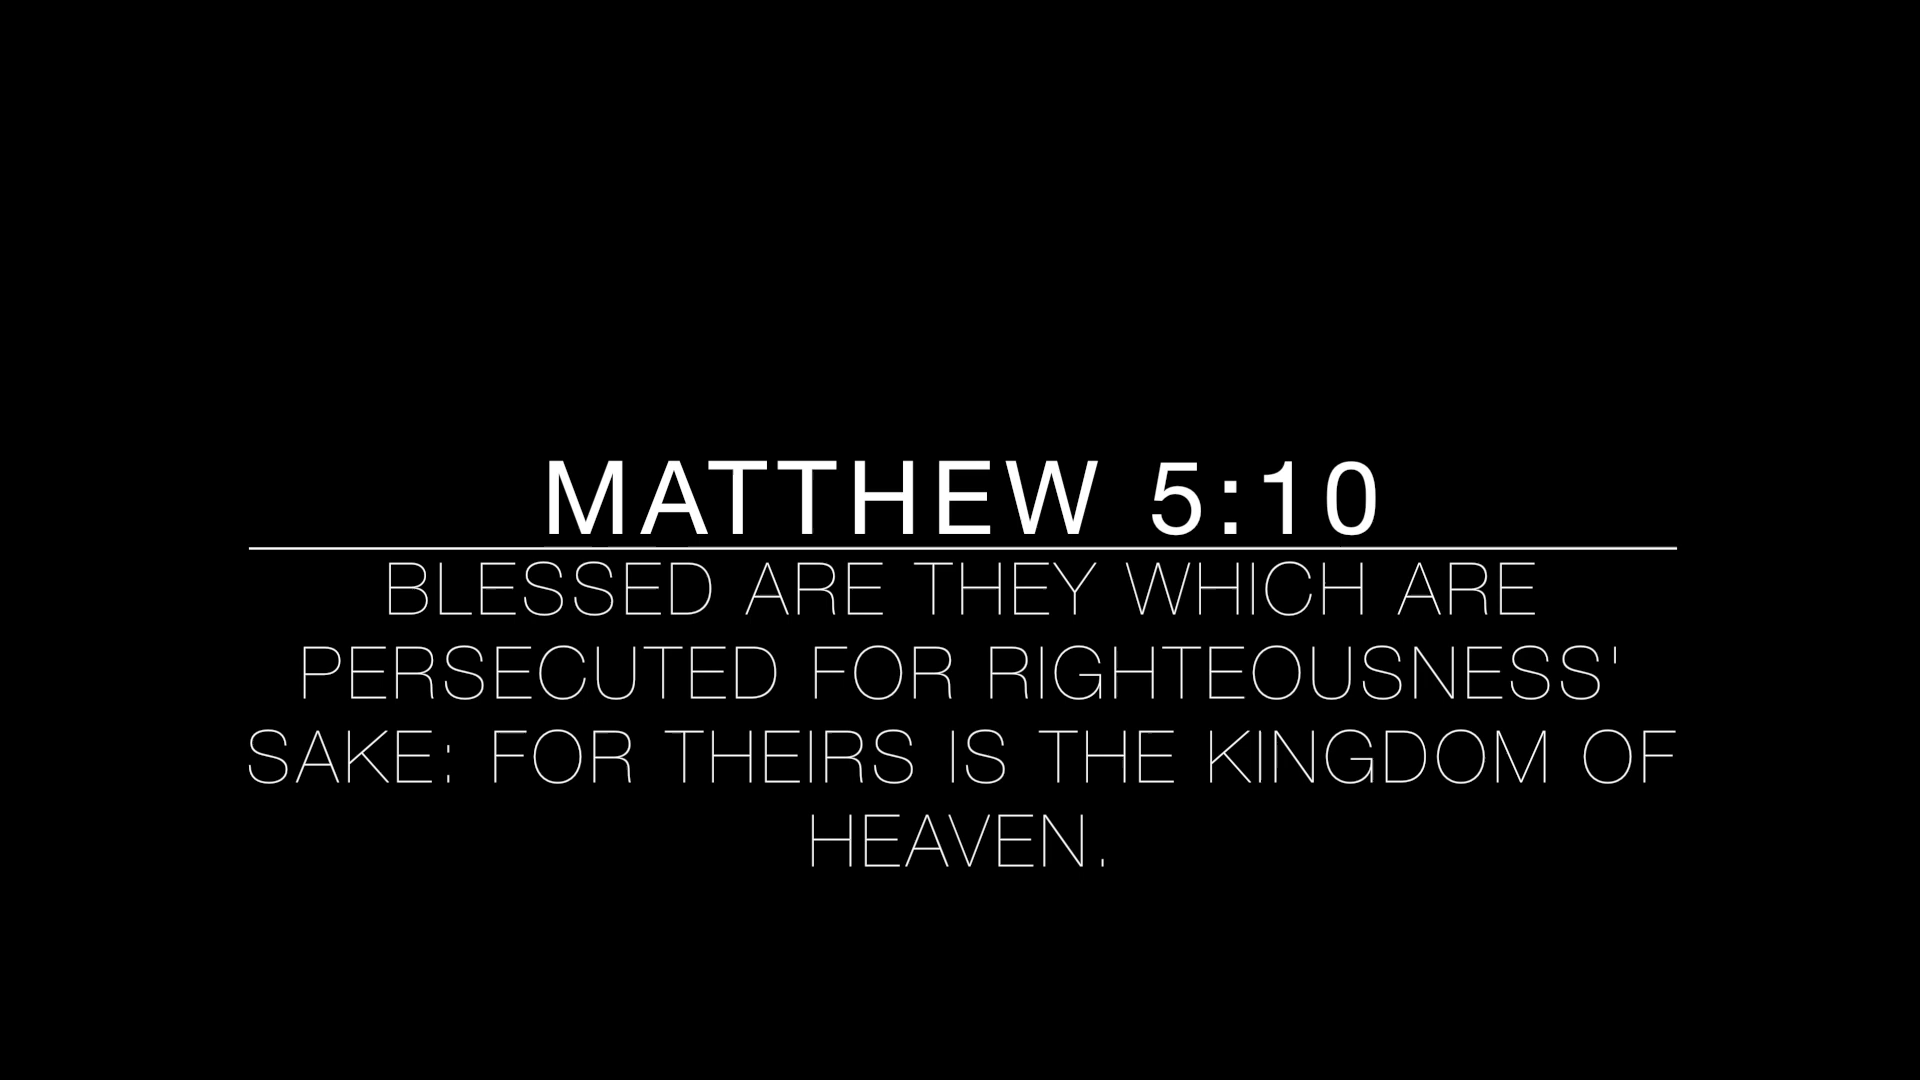 MATTHEW 5:10
BLESSED ARE THEY WHICH ARE
PERSECUTED FOR RIGHTEOUSNESS'
SAKE: FOR THEIRS IS THE KINGDOM OF
HEAVEN.